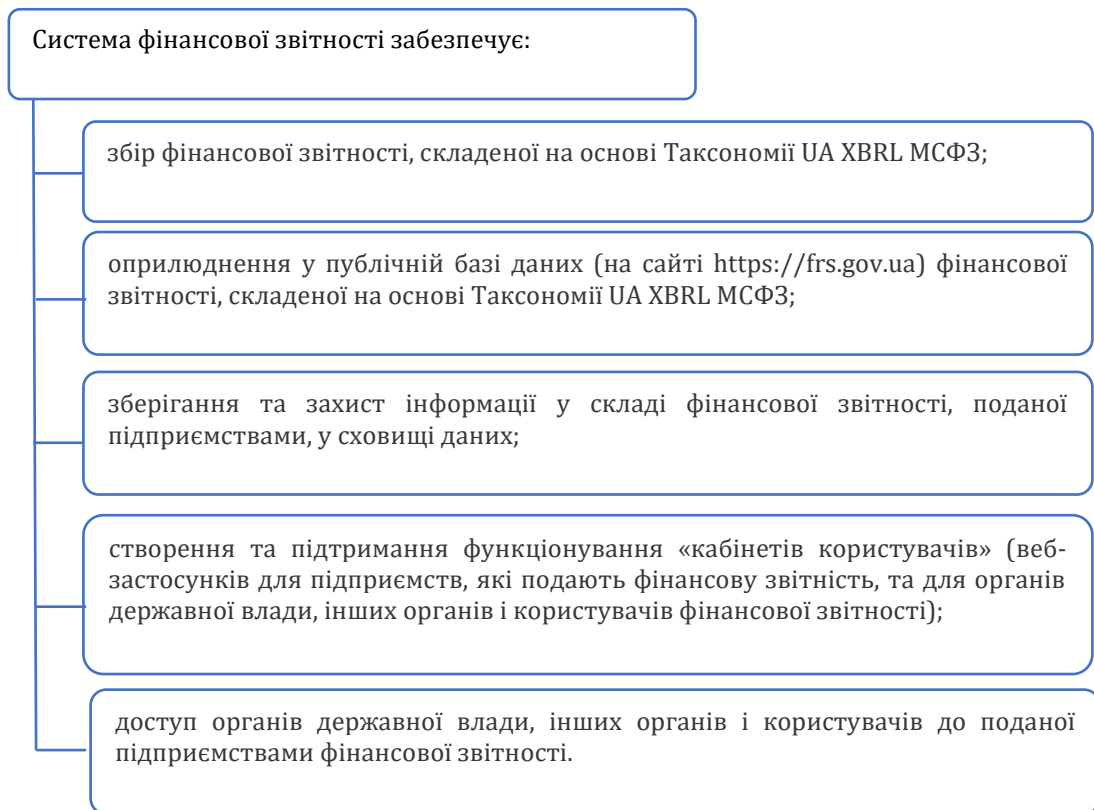 Система фінансової звітності забезпечує:
збір фінансової звітності, складеної на основі Таксономії UA XBRL МСФЗ;
оприлюднення у публічній базі даних (на сайті https://frs.gov.ua) фінансової
звітності, складеної на основі Таксономії UA XBRL МСФЗ;
зберігання та захист інформації у складі фінансової звітності, поданої
підприємствами, у сховищі даних;
створення та підтримання функціонування «кабінетів користувачів» (веб-
застосунків для підприємств, які подають фінансову звітність, та для органів
державної влади, інших органів і користувачів фінансової звітності);
доступ органів державної влади, інших органів і користувачів до поданої
підприємствами фінансової звітності.